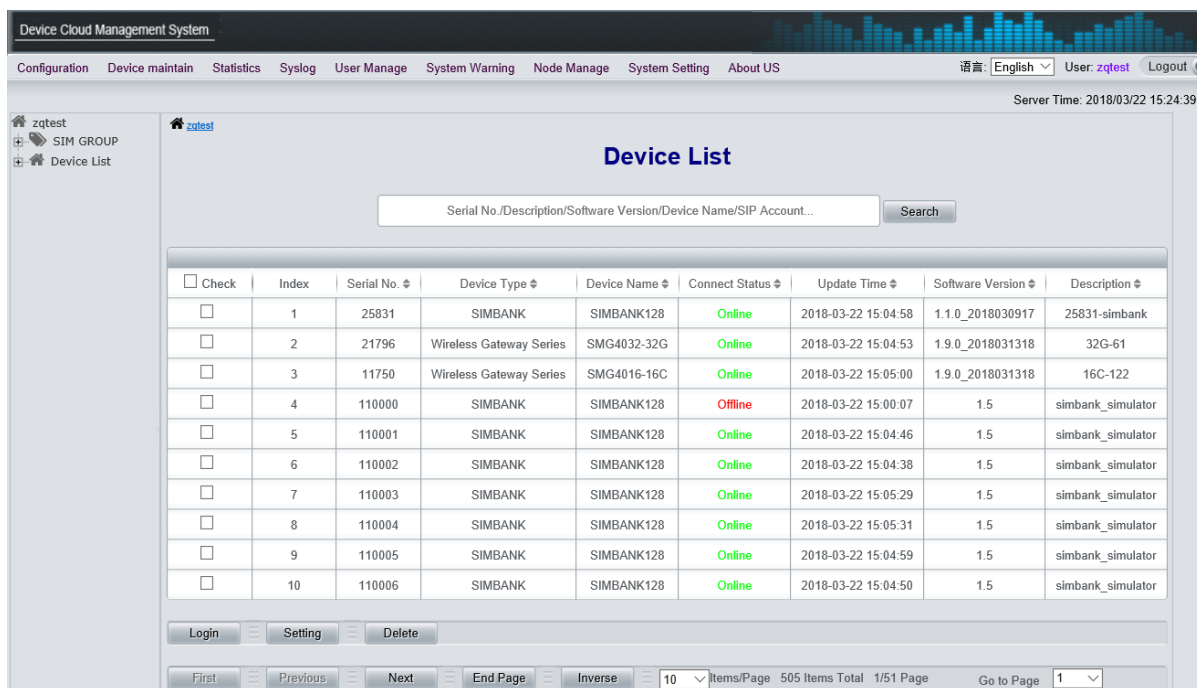 Device Cloud Management System
Configuration Device maintain Statistics Syslog User Manage System Warning Node Manage System Setting About US 语言: English User: zqtest Logout
Server Time: 2018/03/22 15:24:39
zqtest
SIM GROUP
Device List
zqtest
Device List
Serial No./Description/Software Version/Device Name/SIP Account... Search
Check Index Serial No. Device Type Device Name Connect Status Update Time Software Version Description
1 25831 SIMBANK SIMBANK128 Online 2018-03-22 15:04:58 1.1.0_2018030917 25831-simbank
2 21796 Wireless Gateway Series SMG4032-32G Online 2018-03-22 15:04:53 1.9.0_2018031318 32G-61
3 11750 Wireless Gateway Series SMG4016-16C Online 2018-03-22 15:05:00 1.9.0_2018031318 16C-122
4 110000 SIMBANK SIMBANK128 Offline 2018-03-22 15:00:07 1.5 simbank_simulator
5 110001 SIMBANK SIMBANK128 Online 2018-03-22 15:04:46 1.5 simbank_simulator
6 110002 SIMBANK SIMBANK128 Online 2018-03-22 15:04:38 1.5 simbank_simulator
7 110003 SIMBANK SIMBANK128 Online 2018-03-22 15:05:29 1.5 simbank_simulator
8 110004 SIMBANK SIMBANK128 Online 2018-03-22 15:05:31 1.5 simbank_simulator
9 110005 SIMBANK SIMBANK128 Online 2018-03-22 15:04:59 1.5 simbank_simulator
10 110006 SIMBANK SIMBANK128 Online 2018-03-22 15:04:50 1.5 simbank_simulator
Login Setting Delete
First Previous Next End Page Inverse 10 Items/Page 505 Items Total 1/51 Page Go to Page 1